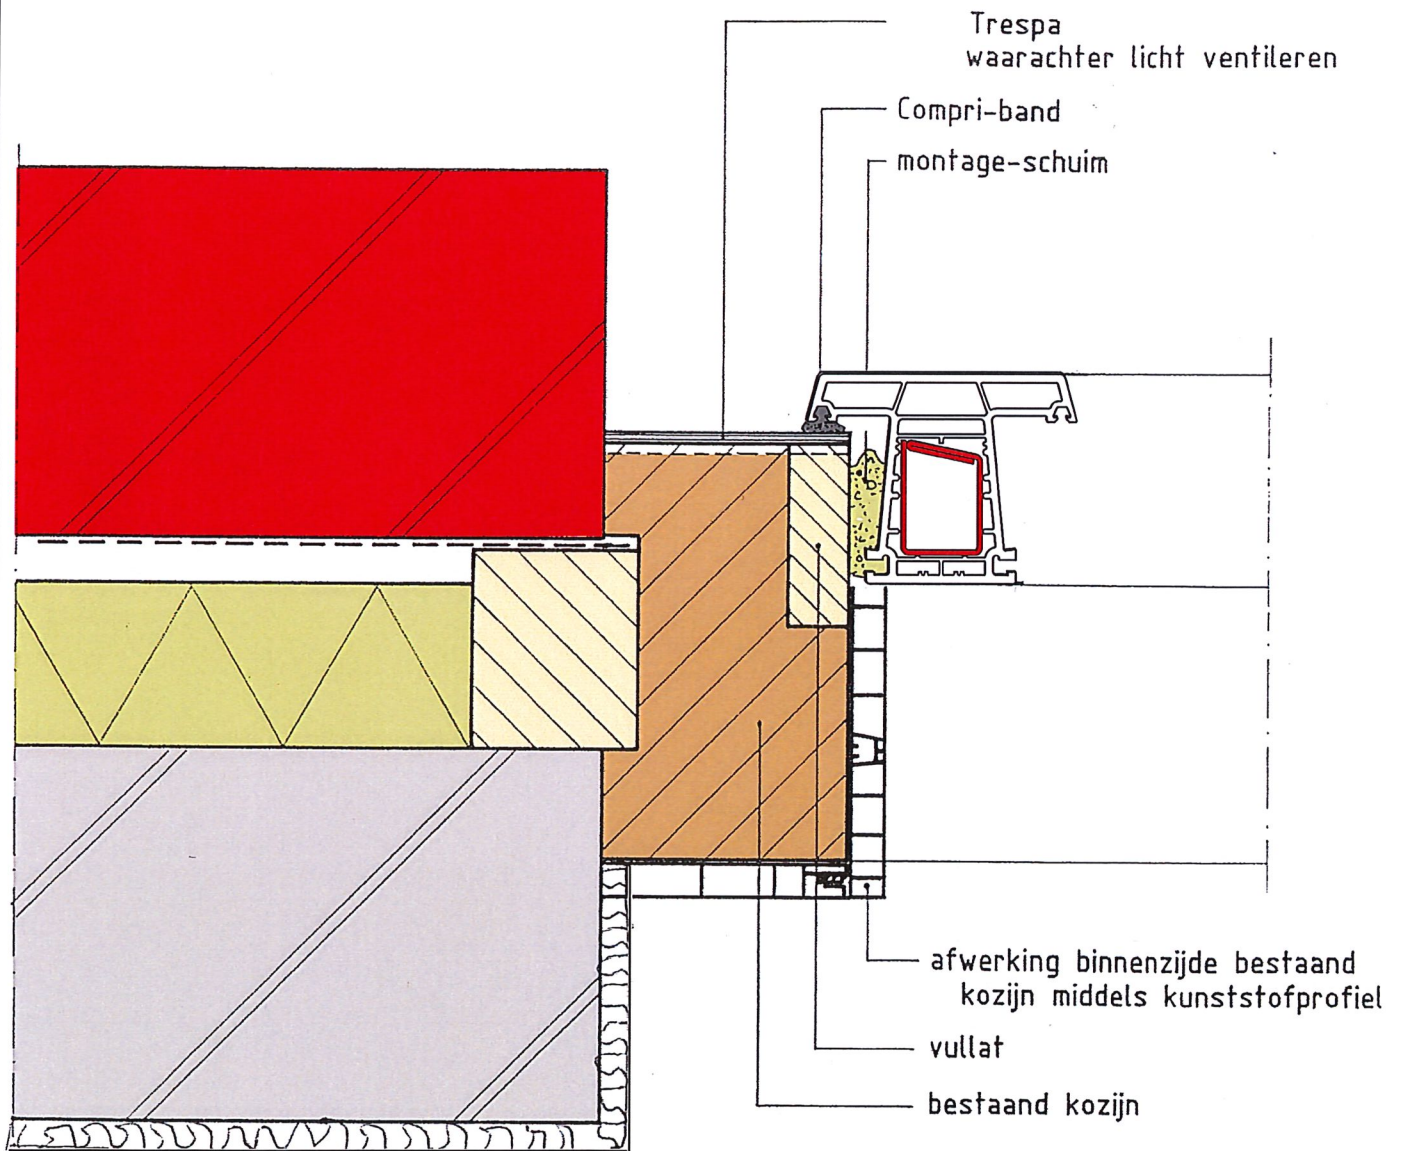 Trespa
waarachter licht ventileren
Compri-band
montage-schuim
afwerking binnenzijde bestaand
kozijn middels kunststofprofiel
vullat
bestaand kozijn